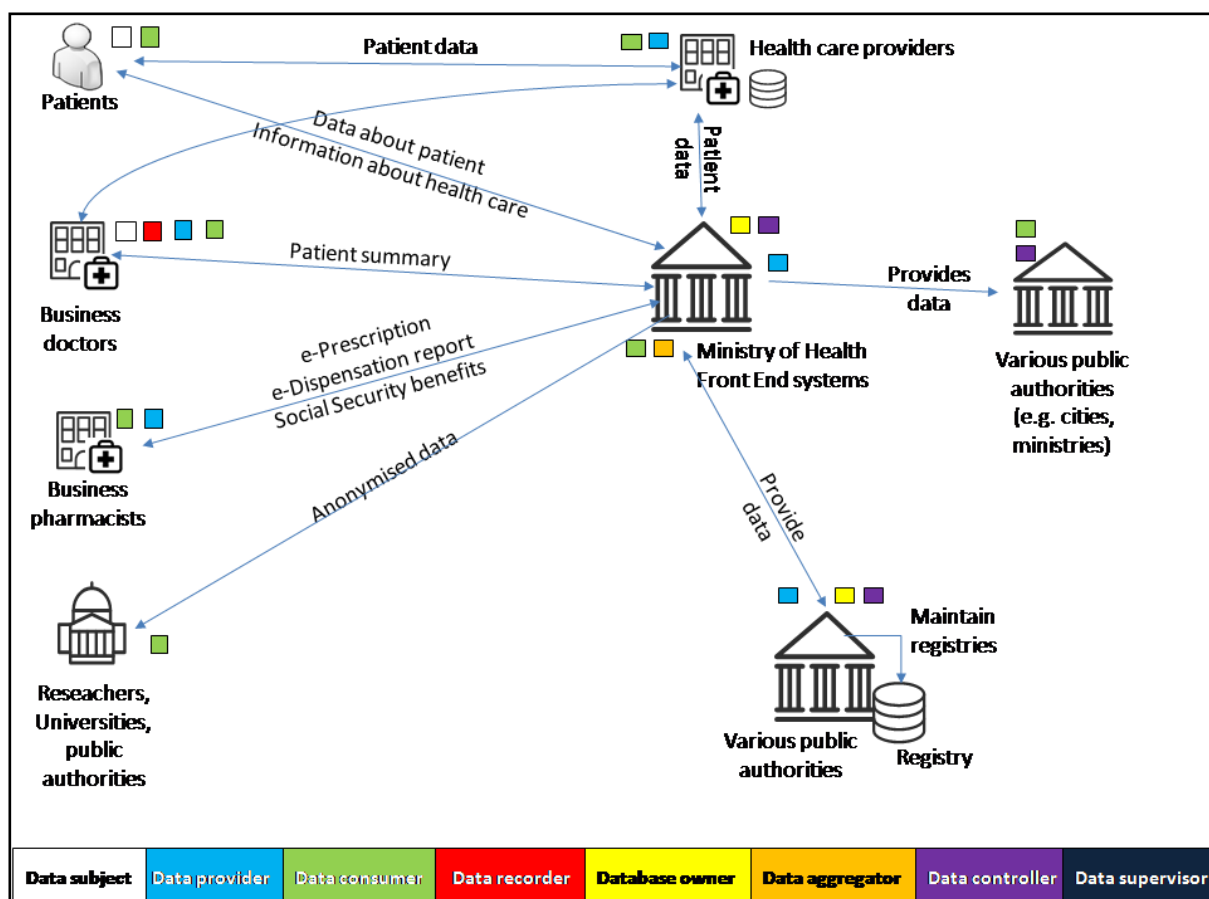 Patient data
Health care providers
Patients
Data about patient
Information about health care
Patient
data
Patient summary
Business
doctors
Provides
data
Ministry of Health
Front End systems
Various public
authorities
(e.g. cities,
ministries)
e-Prescription
e-Dispensation report
Social Security benefits
Business
pharmacists
Anonymised data
Provide
data
Maintain
registries
Reseachers,
Universities,
public
authorities
Various public
authorities
Registry
Data subject
Data provider
Data consumer
Data recorder
Database owner
Data aggregator
Data controller
Data supervisor